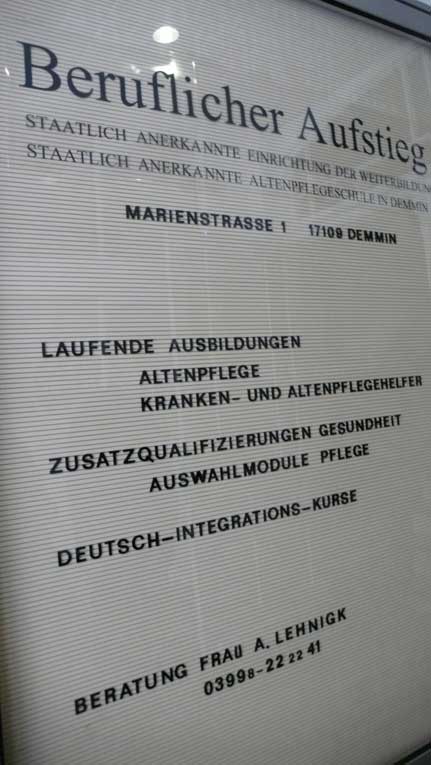 Beruflicher Aufstieg
STAATLICH ANERKANNTE EINRICHTUNG DER WEITERBILDUN
STAATLICH ANERKANNTE ALTENPFLEGESCHULE IN DEMMIN
MARIENSTRASSE 1 17109 DEMMIN
LAUFENDE AUSBILDUNGEN
ALTENPFLEGE
KRANKEN- UND ALTENPFLEGEHELFER
ZUSATZQUALIFIZIERUNGEN GESUNDHEIT
AUSWAHLMODULE PFLEGE
DEUTSCH-INTEGRATIONS-KURSE
BERATUNG FRAU A. LEHNIGK
03998-22 22 41